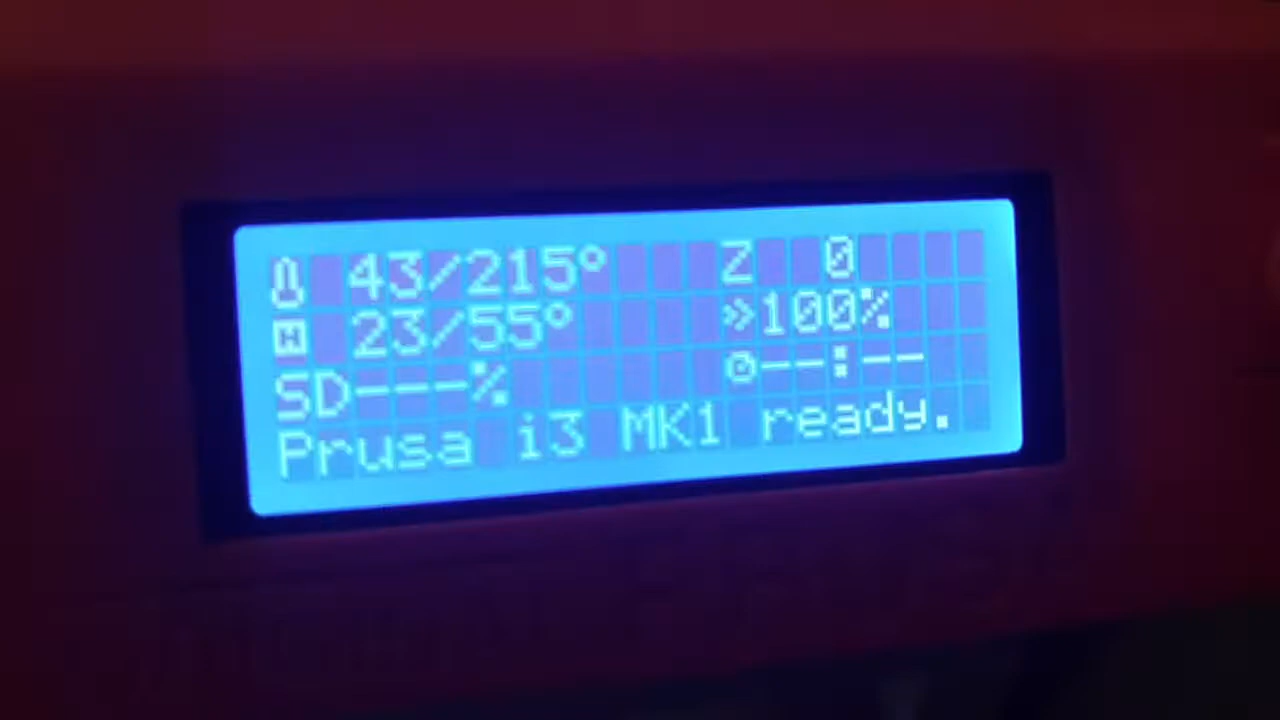 43/215° Z 0
H 23/55° »100%
SD---% --:--
Prusa i3 MK1 ready.